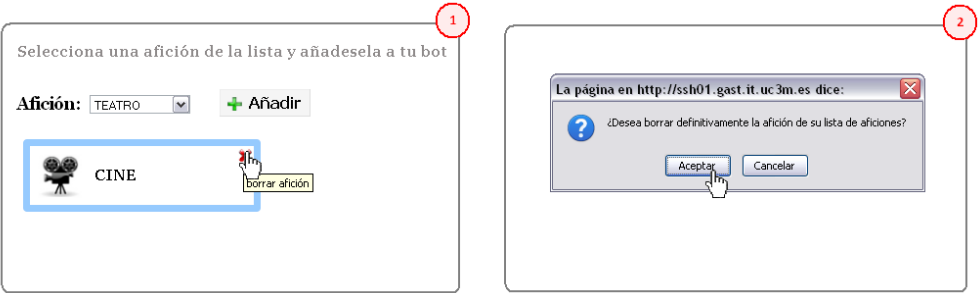 1
Selecciona una afición de la lista y añadesela a tu bot
Afición: TEATRO Añadir
CINE
borrar afición
2
La página en http://ssh01.gast.it.uc3m.es dice:
¿Desea borrar definitivamente la afición de su lista de aficiones?
Aceptar Cancelar